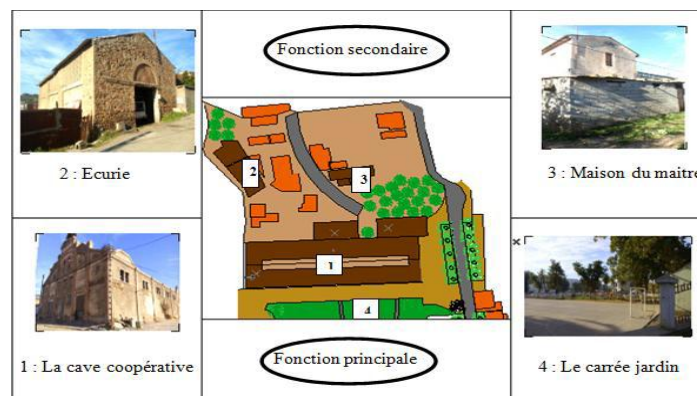 Fonction secondaire
2 : Ecurie
3 : Maison du maitre
2
3
1
4
1 : La cave coopérative
Fonction principale
4 : Le carrée jardin